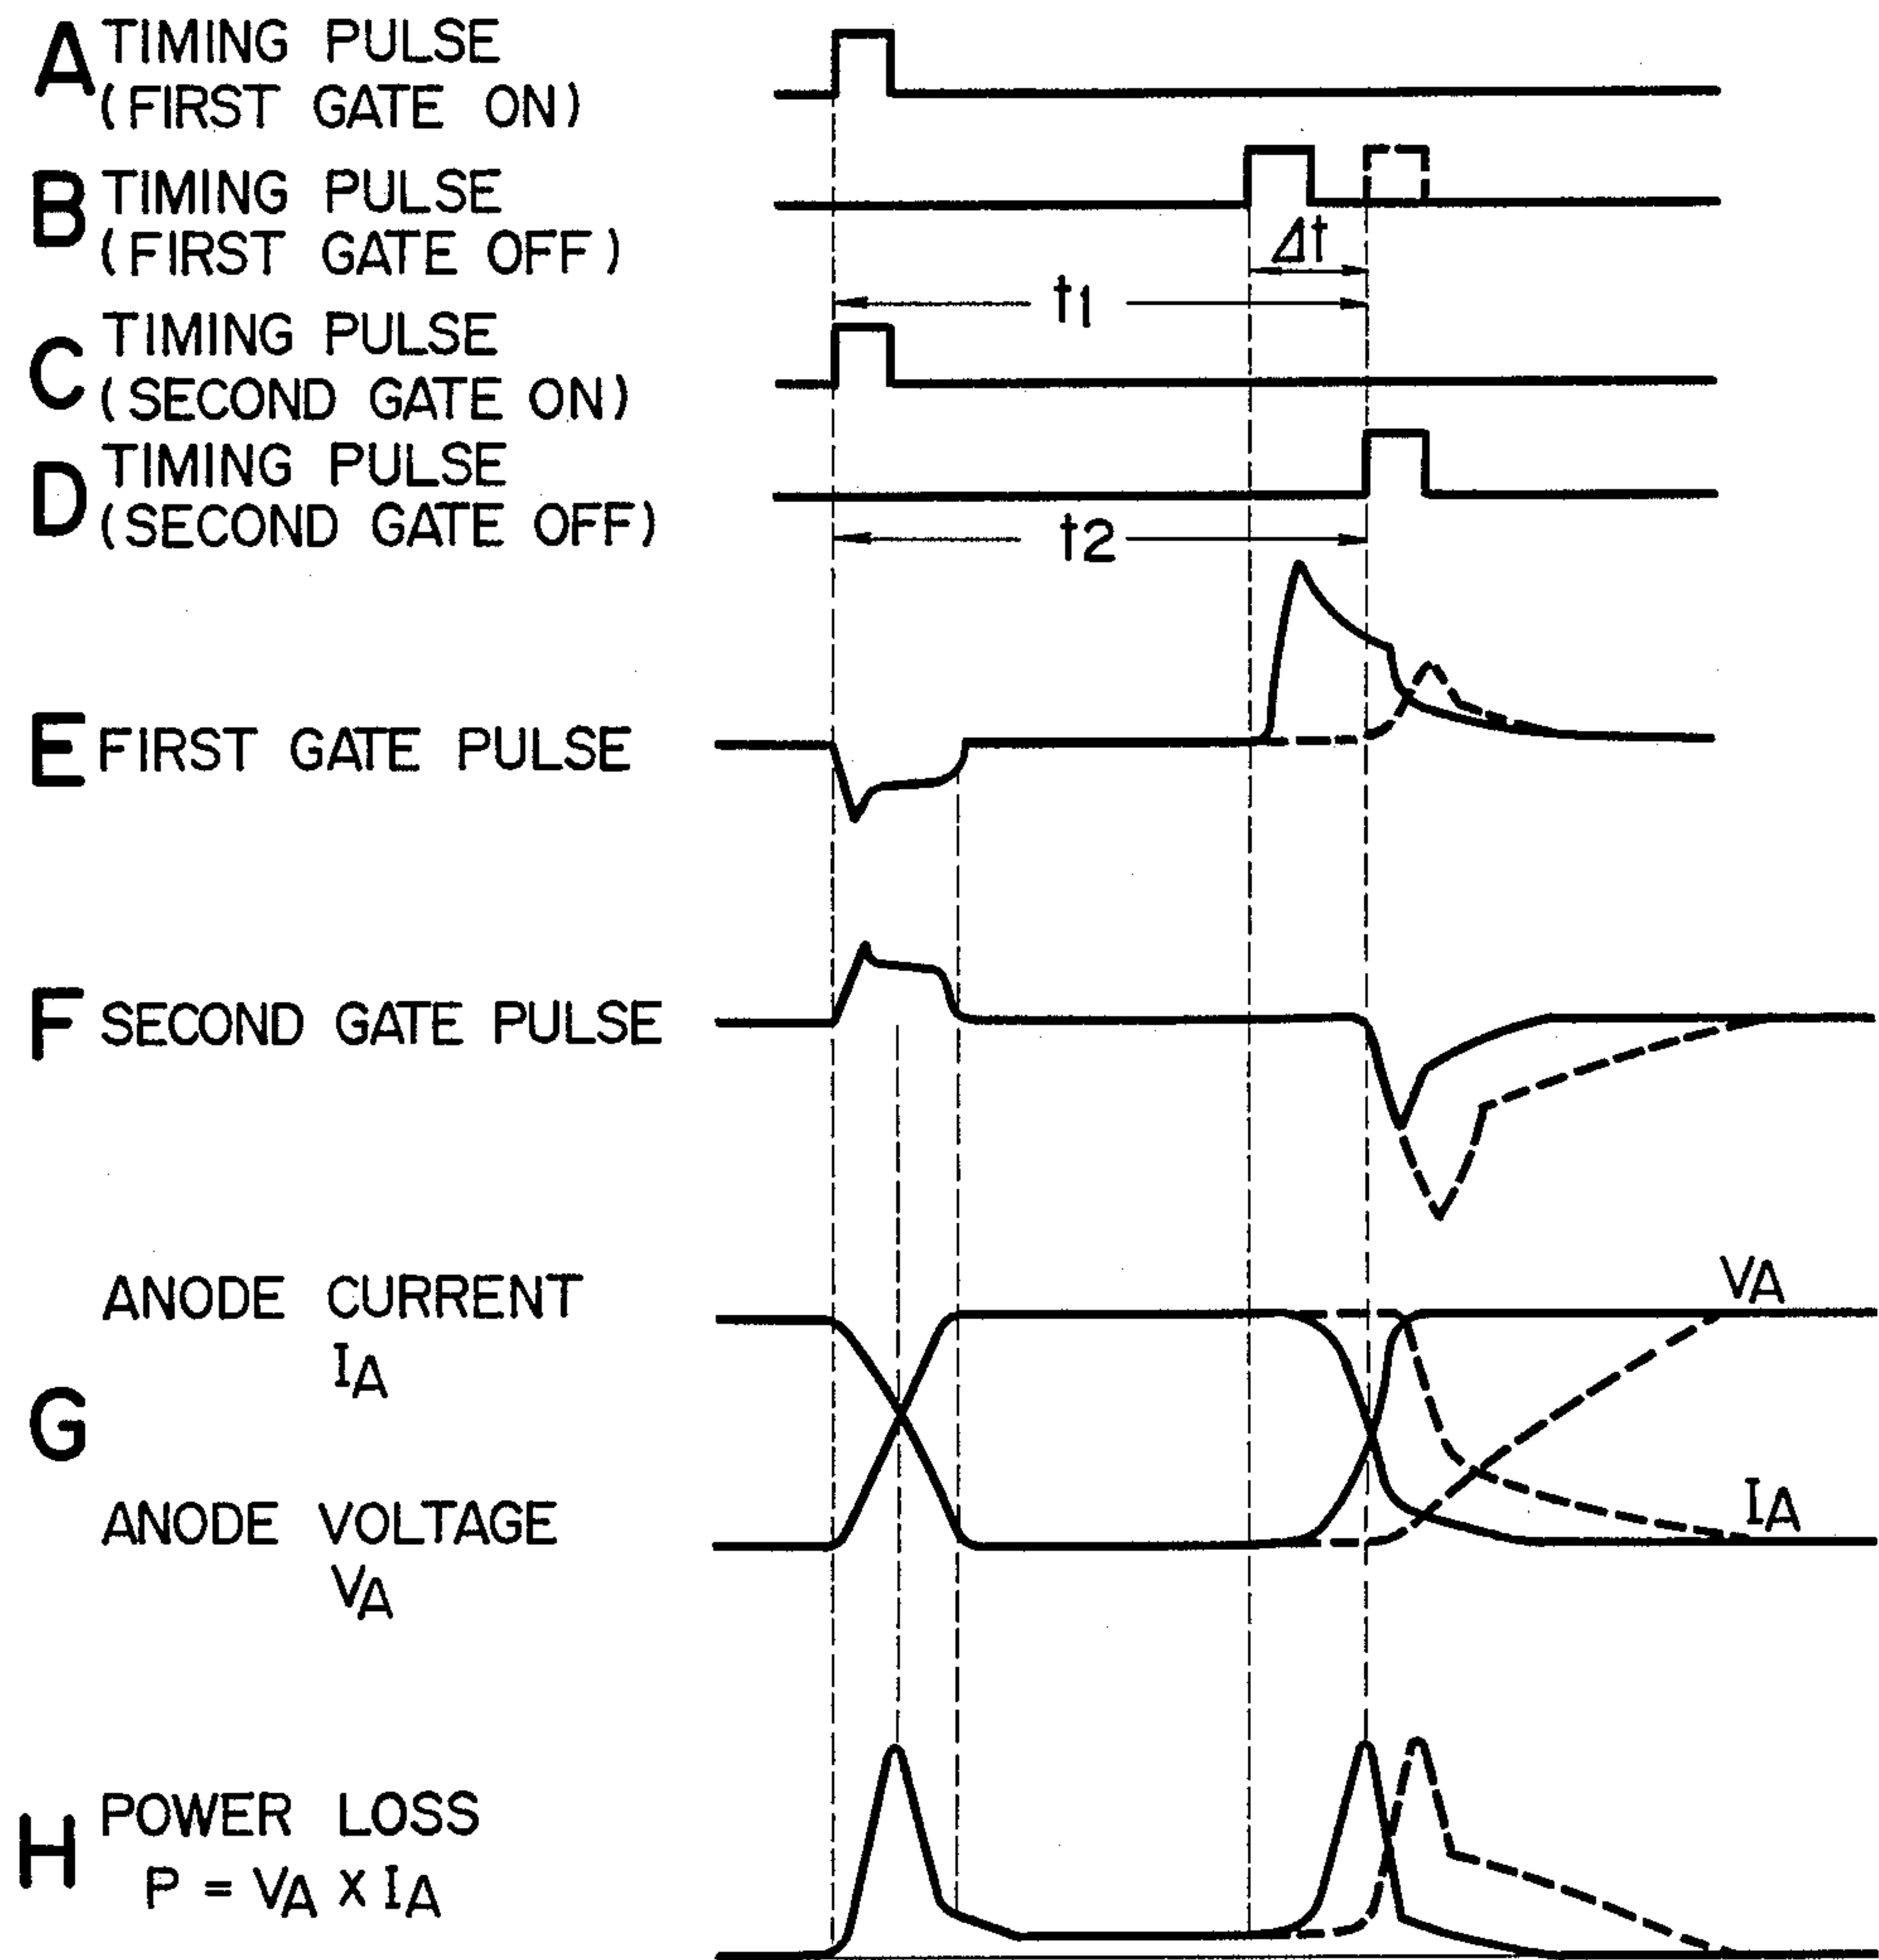 A TIMING PULSE
(FIRST GATE ON)
B TIMING PULSE
(FIRST GATE OFF)
Δt
t1
C TIMING PULSE
(SECOND GATE ON)
D TIMING PULSE
(SECOND GATE OFF)
t2
E FIRST GATE PULSE
F SECOND GATE PULSE
ANODE CURRENT
IA
VA
G
ANODE VOLTAGE
VA
IA
H POWER LOSS
P = VA X IA